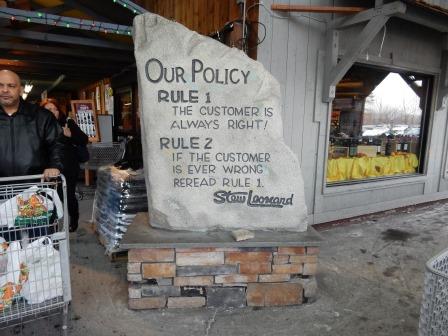 OUR POLICY
RULE 1
THE CUSTOMER IS
ALWAYS RIGHT!
RULE 2
IF THE CUSTOMER
IS EVER WRONG
REREAD RULE 1.
Stew Leonard